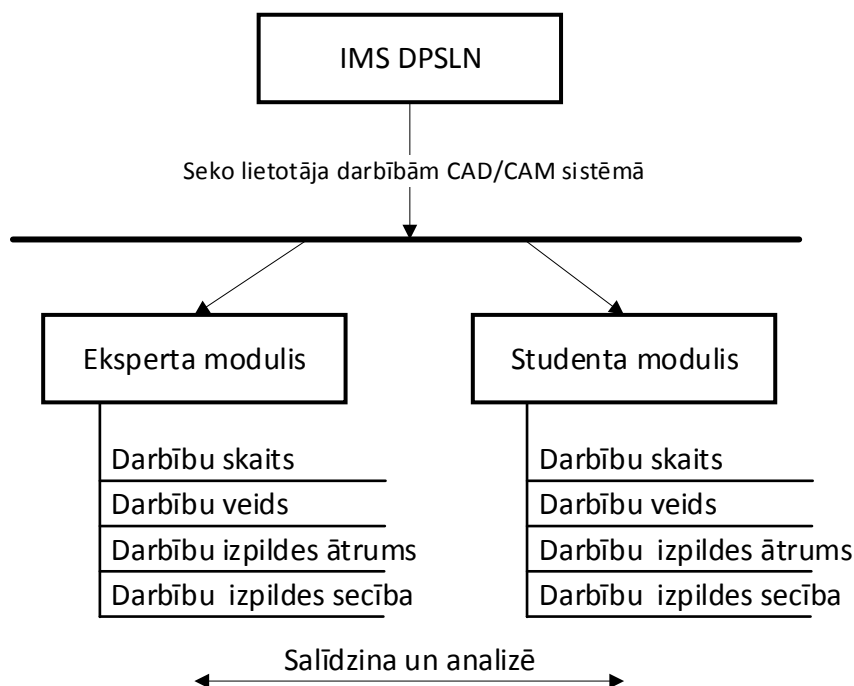 IMS DPSLN
Seko lietotāja darbībām CAD/CAM sistēmā
Eksperta modulis
Darbību skaits
Darbību veids
Darbību izpildes ātrums
Darbību  izpildes secība
Studenta modulis
Darbību skaits
Darbību veids
Darbību  izpildes ātrums
Darbību  izpildes secība
Salīdzina un analizē